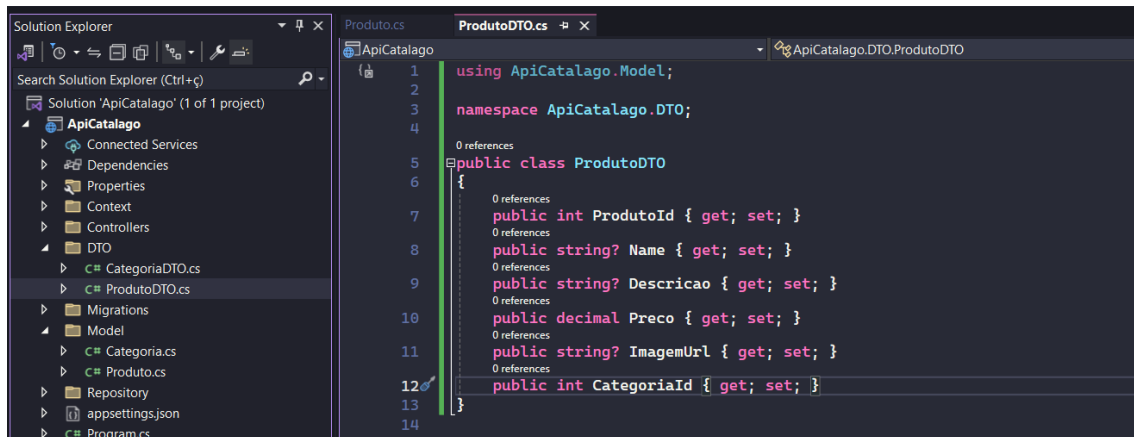 Solution Explorer
Search Solution Explorer (Ctrl+ç)
Solution 'ApiCatalago' (1 of 1 project)
ApiCatalago
Connected Services
Dependencies
Properties
Context
Controllers
DTO
C# CategoriaDTO.cs
C# ProdutoDTO.cs
Migrations
Model
C# Categoria.cs
C# Produto.cs
Repository
appsettings.json
C# Program.cs
Produto.cs ProdutoDTO.cs
ApiCatalago ApiCatalago.DTO.ProdutoDTO
1 using ApiCatalago.Model;
2
3 namespace ApiCatalago.DTO;
4
0 references
5 public class ProdutoDTO
6 {
0 references
7 public int ProdutoId { get; set; }
0 references
8 public string? Name { get; set; }
0 references
9 public string? Descricao { get; set; }
0 references
10 public decimal Preco { get; set; }
0 references
11 public string? ImagemUrl { get; set; }
0 references
12 public int CategoriaId { get; set; }
13 }
14